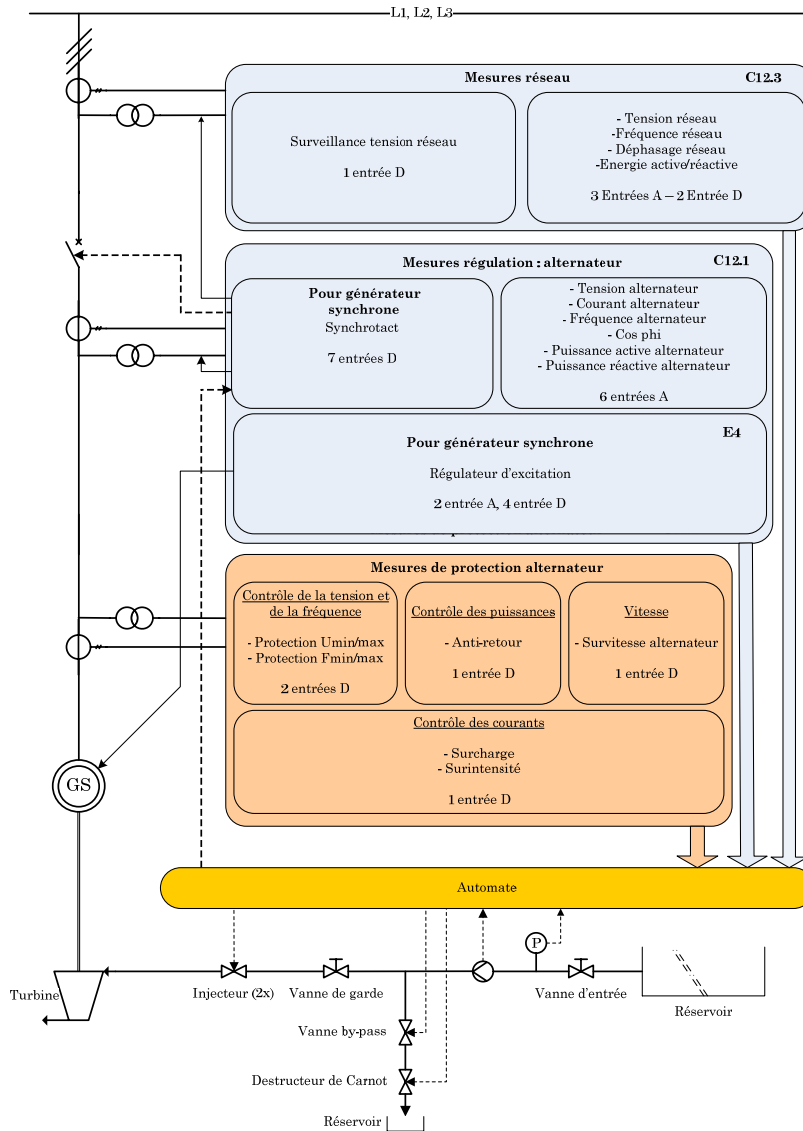 L1, L2, L3
Mesures réseau
C12.3
Surveillance tension réseau
1 entrée D
- Tension réseau
-Fréquence réseau
- Déphasage réseau
-Energie active/réactive
3 Entrées A – 2 Entrée D
Mesures régulation : alternateur
C12.1
Pour générateur
synchrone
Synchrotact
7 entrées D
- Tension alternateur
- Courant alternateur
- Fréquence alternateur
- Cos phi
- Puissance active alternateur
- Puissance réactive alternateur
6 entrées A
E4
Pour générateur synchrone
Régulateur d'excitation
2 entrée A, 4 entrée D
Mesures de protection alternateur
Contrôle de la tension et
de la fréquence
- Protection Umin/max
- Protection Fmin/max
2 entrées D
Contrôle des puissances
- Anti-retour
1 entrée D
Vitesse
- Survitesse alternateur
1 entrée D
Contrôle des courants
- Surcharge
- Surintensité
1 entrée D
GS
Automate
P
Turbine
Injecteur (2x)
Vanne de garde
Vanne d'entrée
Réservoir
Vanne by-pass
Destructeur de Carnot
Réservoir